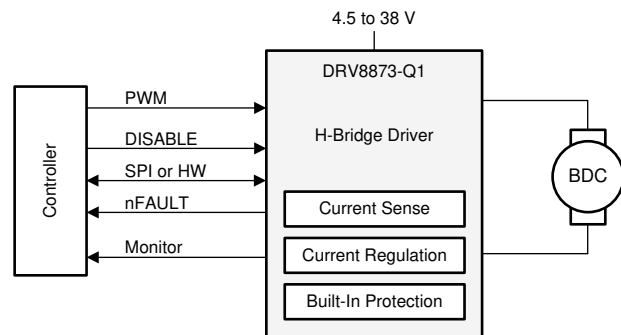 4.5 to 38 V
DRV8873-Q1
H-Bridge Driver
Controller
PWM
DISABLE
SPI or HW
nFAULT
Monitor
Current Sense
Current Regulation
Built-In Protection
BDC